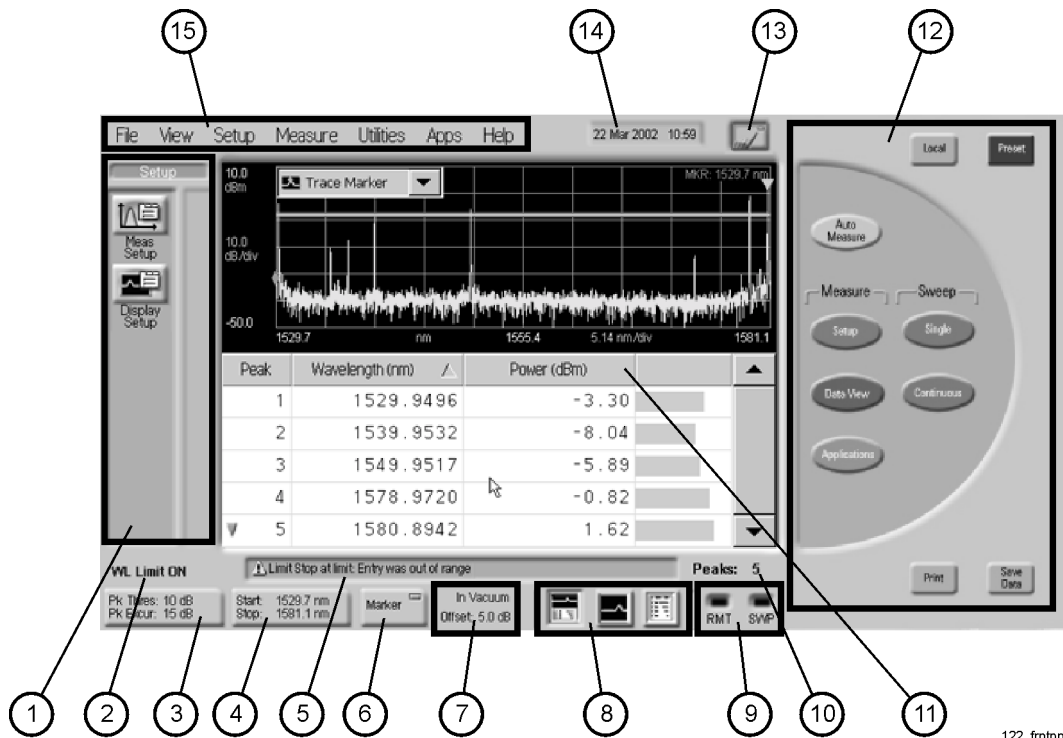 15
14
13
12
File View Setup Measure Utilities Apps Help
22 Mar 2002 10:59
Local
Preset
Setup
Meas
Setup
Display
Setup
10.0
dBm
Trace Marker
MKR: 1529.7 nm
10.0
dB/div
-50.0
1529.7 nm 1555.4 5.14 nm/div 1581.1
Auto
Measure
Measure
Sweep
Setup
Single
Data View
Continuous
Applications
Peak Wavelength (nm) Power (dBm)
1 1529.9496 -3.30
2 1539.9532 -8.04
3 1549.9517 -5.89
4 1578.9720 -0.82
5 1580.8942 1.62
WL Limit ON
Limit Stop at limit: Entry was out of range
Peaks: 5
Print
Save
Data
Pk Thres: 10 dB
Pk Excur: 15 dB
Start: 1529.7 nm
Stop: 1581.1 nm
Marker
In Vacuum
Offset: 5.0 dB
RMT SWP
1
2
3
4
5
6
7
8
9
10
11